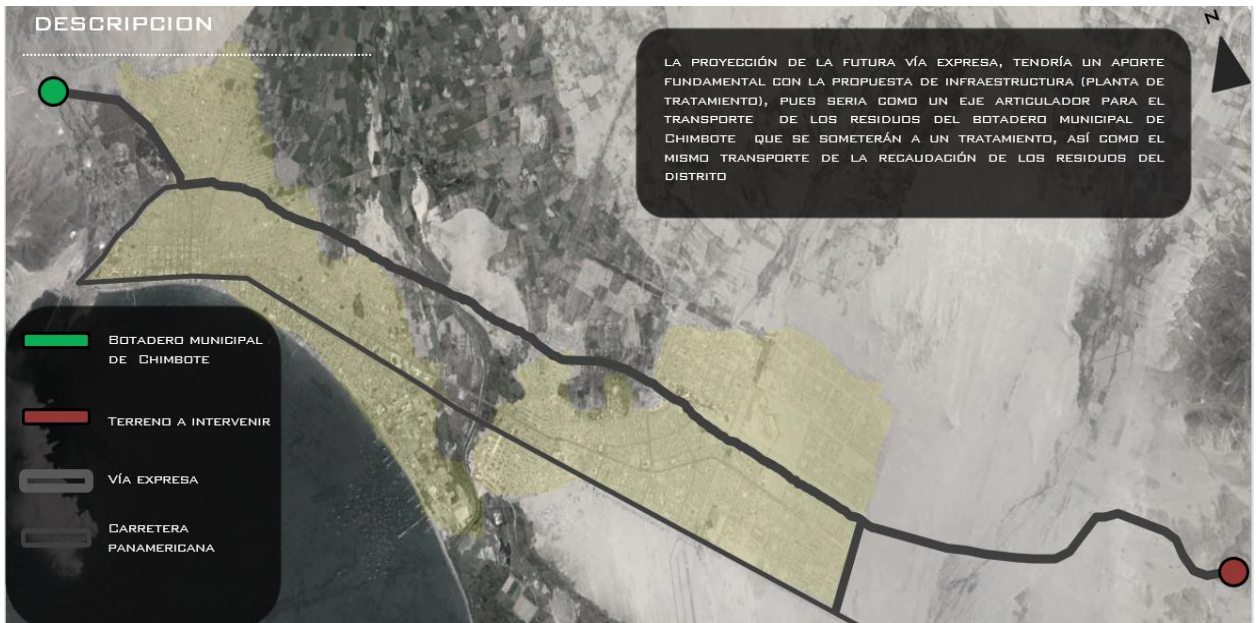 DESCRIPCION
N
LA PROYECCIÓN DE LA FUTURA VÍA EXPRESA, TENDRÍA UN APORTE
FUNDAMENTAL CON LA PROPUESTA DE INFRAESTRUCTURA (PLANTA DE
TRATAMIENTO), PUES SERIA COMO UN EJE ARTICULADOR PARA EL
TRANSPORTE DE LOS RESIDUOS DEL BOTADERO MUNICIPAL DE
CHIMBOTE QUE SE SOMETERÁN A UN TRATAMIENTO, ASÍ COMO EL
MISMO TRANSPORTE DE LA RECAUDACIÓN DE LOS RESIDUOS DEL
DISTRITO
BOTADERO MUNICIPAL
DE CHIMBOTE
TERRENO A INTERVENIR
VÍA EXPRESA
CARRETERA
PANAMERICANA